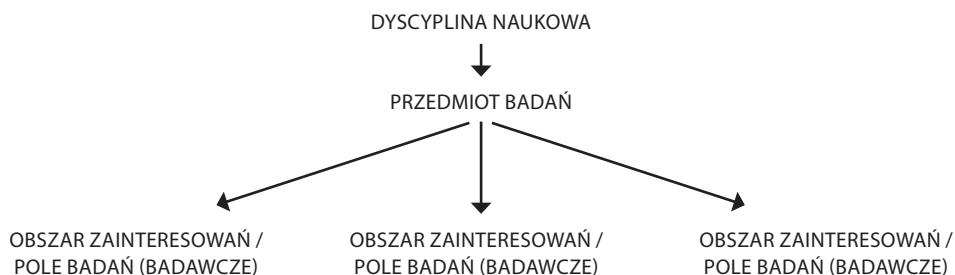 DYSCYPLINA NAUKOWA
PRZEDMIOT BADAŃ
OBSZAR ZAINTERESOWAŃ /
POLE BADAŃ (BADAWCZE)
OBSZAR ZAINTERESOWAŃ /
POLE BADAŃ (BADAWCZE)
OBSZAR ZAINTERESOWAŃ /
POLE BADAŃ (BADAWCZE)